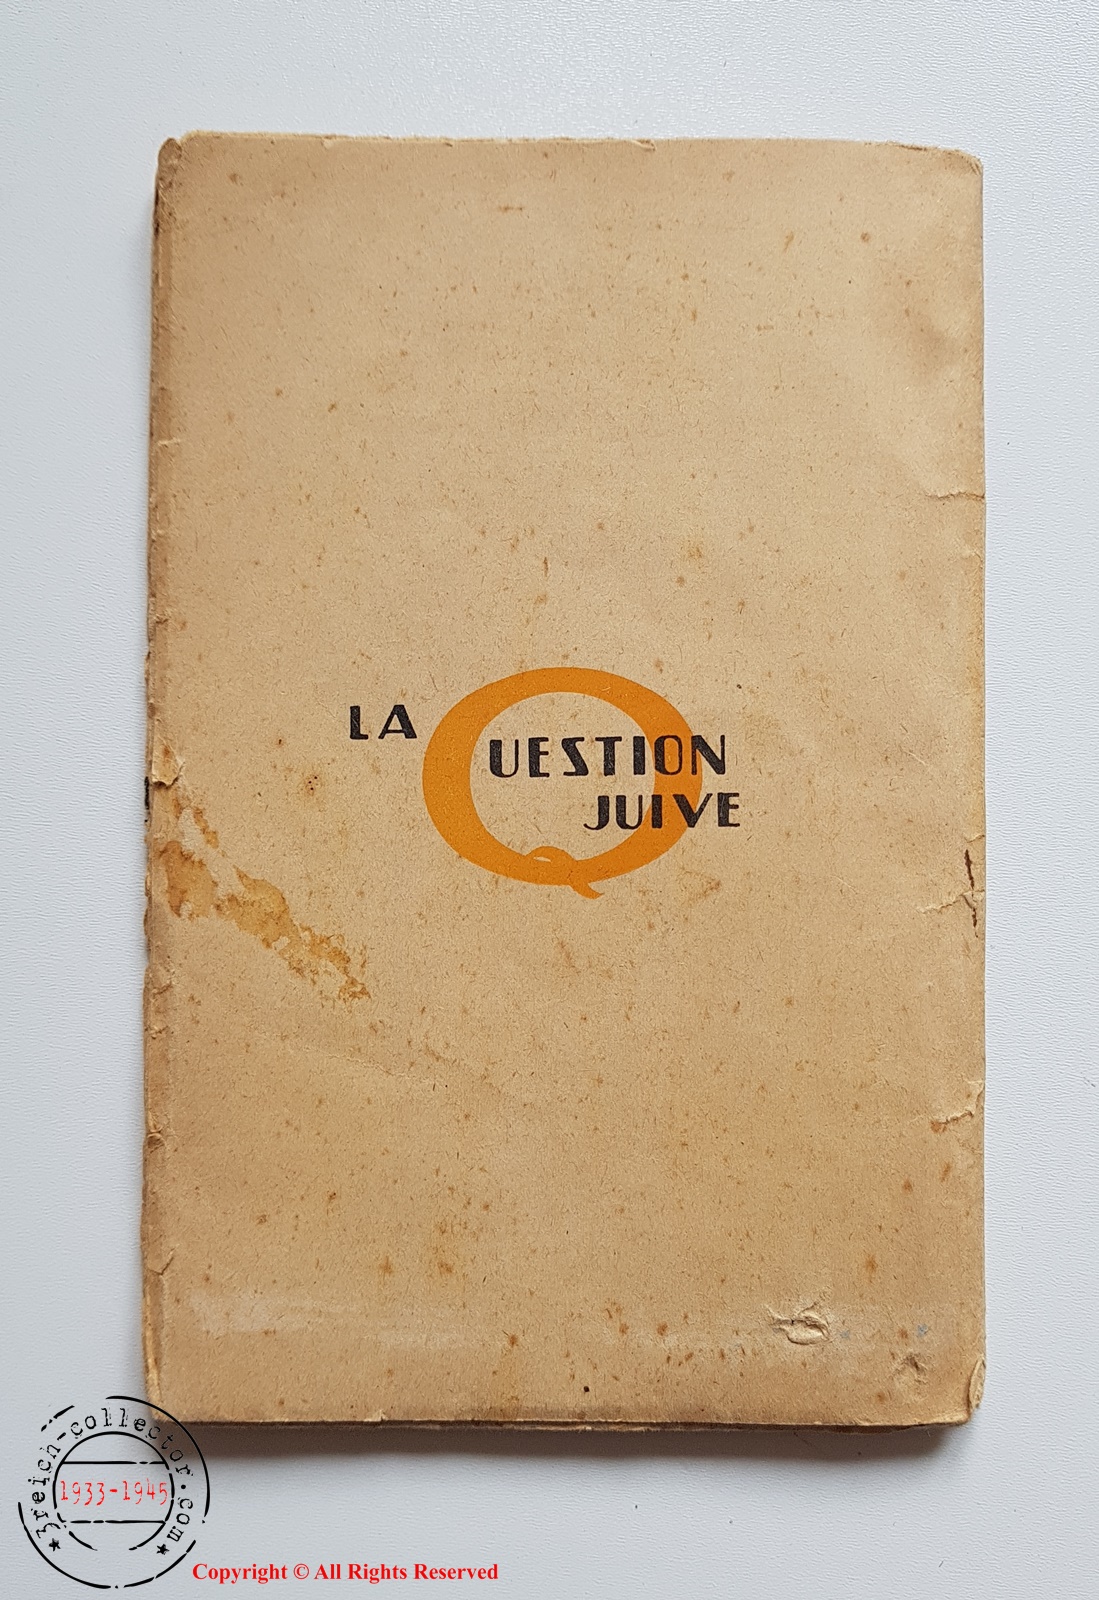 LA
QUESTION
JUIVE
3reich-collector.com
1933-1945
Copyright © All Rights Reserved